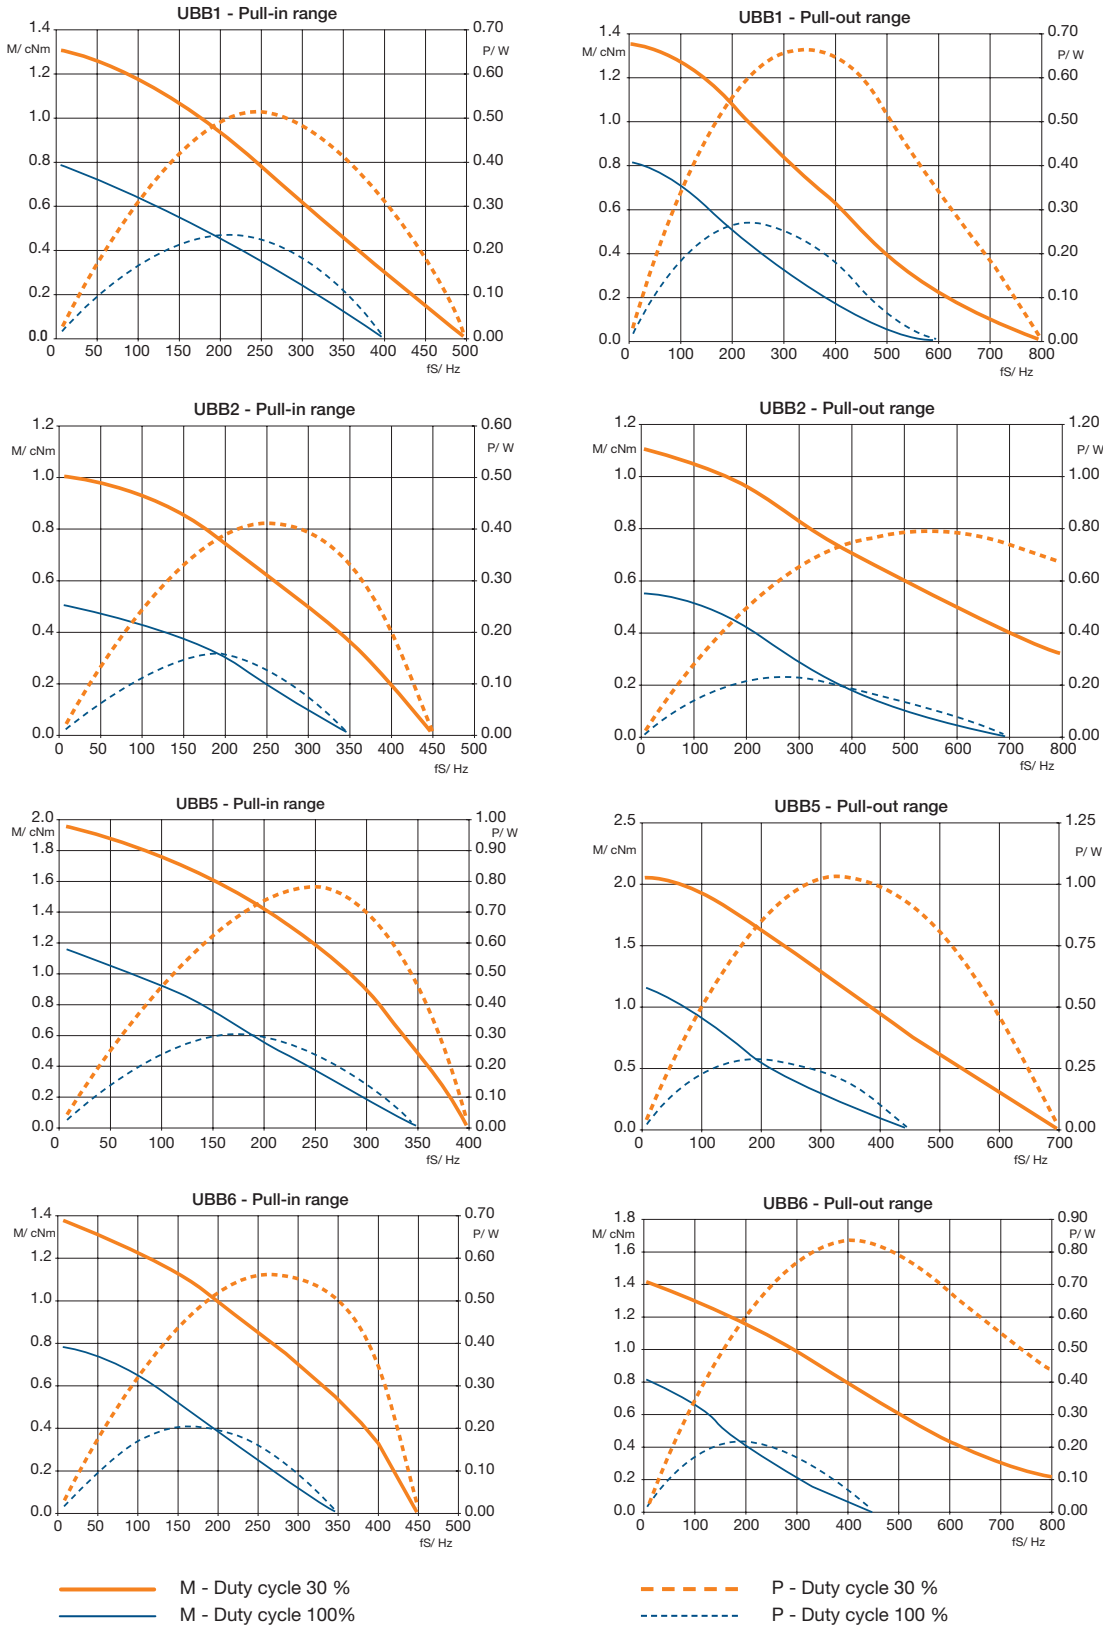 UBB1 - Pull-in range
1.4 0.70
M/ cNm P/ W
1.2 0.60
1.0 0.50
0.8 0.40
0.6 0.30
0.4 0.20
0.2 0.10
0.0 0.00
0 50 100 150 200 250 300 350 400 450 500
fS/ Hz
UBB1 - Pull-out range
1.4 0.70
M/ cNm P/ W
1.2 0.60
1.0 0.50
0.8 0.40
0.6 0.30
0.4 0.20
0.2 0.10
0.0 0.00
0 100 200 300 400 500 600 700 800
fS/ Hz
UBB2 - Pull-in range
1.2 0.60
M/ cNm P/ W
1.0 0.50
0.8 0.40
0.6 0.30
0.4 0.20
0.2 0.10
0.0 0.00
0 50 100 150 200 250 300 350 400 450 500
fS/ Hz
UBB2 - Pull-out range
1.2 1.20
M/ cNm P/ W
1.0 1.00
0.8 0.80
0.6 0.60
0.4 0.40
0.2 0.20
0.0 0.00
0 100 200 300 400 500 600 700 800
fS/ Hz
UBB5 - Pull-in range
2.0 1.00
M/ cNm P/ W
1.8 0.90
1.6 0.80
1.4 0.70
1.2 0.60
1.0 0.50
0.8 0.40
0.6 0.30
0.4 0.20
0.2 0.10
0.0 0.00
0 50 100 150 200 250 300 350 400
fS/ Hz
UBB5 - Pull-out range
2.5 1.25
M/ cNm P/ W
2.0 1.00
1.5 0.75
1.0 0.50
0.5 0.25
0.0 0.00
0 100 200 300 400 500 600 700
fS/ Hz
UBB6 - Pull-in range
1.4 0.70
M/ cNm P/ W
1.2 0.60
1.0 0.50
0.8 0.40
0.6 0.30
0.4 0.20
0.2 0.10
0.0 0.00
0 50 100 150 200 250 300 350 400 450 500
fS/ Hz
UBB6 - Pull-out range
1.8 0.90
M/ cNm P/ W
1.6 0.80
1.4 0.70
1.2 0.60
1.0 0.50
0.8 0.40
0.6 0.30
0.4 0.20
0.2 0.10
0.0 0.00
0 100 200 300 400 500 600 700 800
fS/ Hz
M - Duty cycle 30 %
M - Duty cycle 100%
P - Duty cycle 30 %
P - Duty cycle 100 %